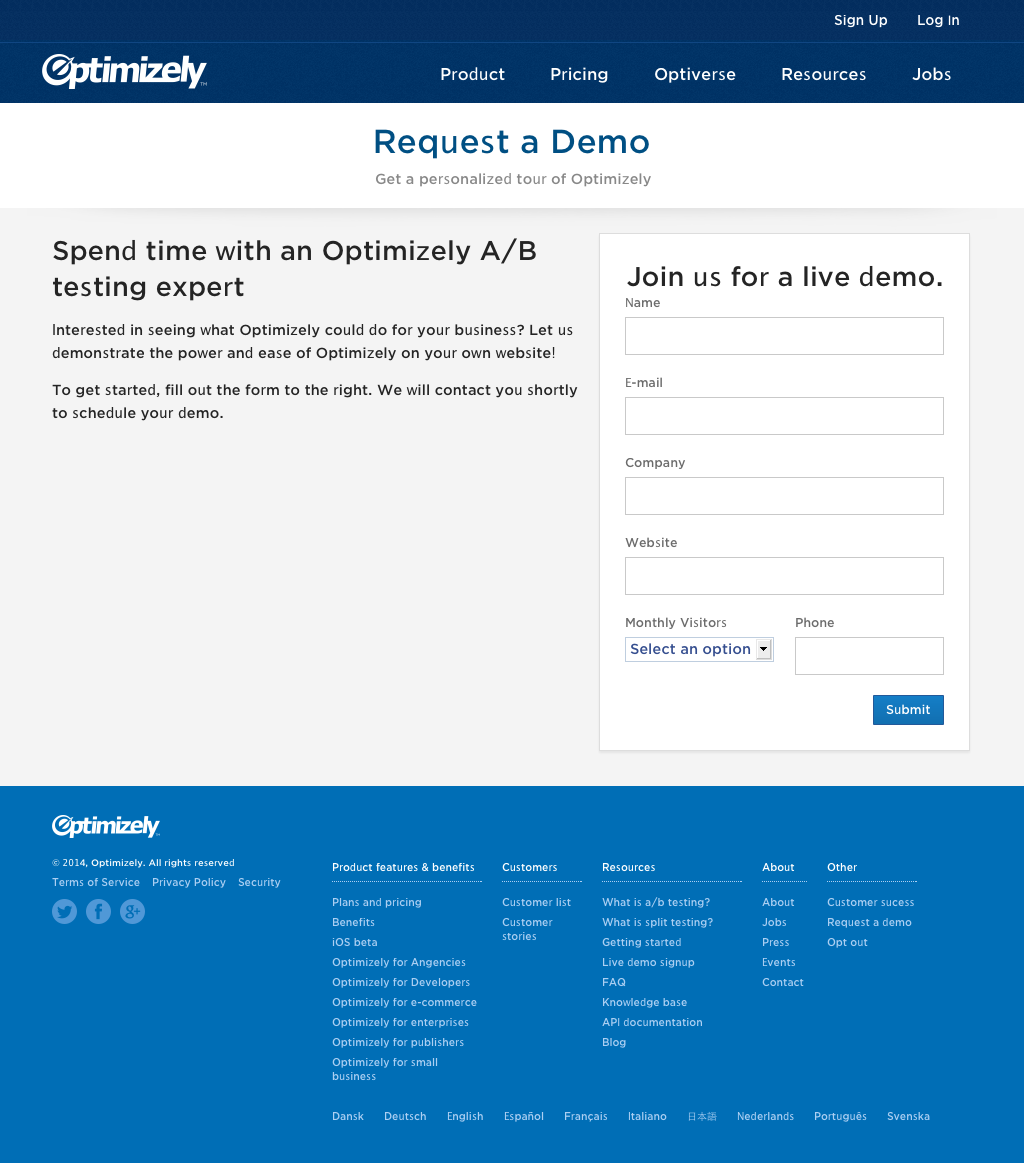 Sign Up Log In
Optimizely™ Product Pricing Optiverse Resources Jobs
Request a Demo
Get a personalized tour of Optimizely
Spend time with an Optimizely A/B
testing expert
Interested in seeing what Optimizely could do for your business? Let us
demonstrate the power and ease of Optimizely on your own website!
To get started, fill out the form to the right. We will contact you shortly
to schedule your demo.
Join us for a live demo.
Name
E-mail
Company
Website
Monthly Visitors Phone
Select an option
Submit
Optimizely
© 2014, Optimizely. All rights reserved
Terms of Service Privacy Policy Security
Product features & benefits
Plans and pricing
Benefits
iOS beta
Optimizely for Angencies
Optimizely for Developers
Optimizely for e-commerce
Optimizely for enterprises
Optimizely for publishers
Optimizely for small
business
Customers
Customer list
Customer
stories
Resources
What is a/b testing?
What is split testing?
Getting started
Live demo signup
FAQ
Knowledge base
API documentation
Blog
About
About
Jobs
Press
Events
Contact
Other
Customer sucess
Request a demo
Opt out
Dansk Deutsch English Español Français Italiano 日本語 Nederlands Português Svenska